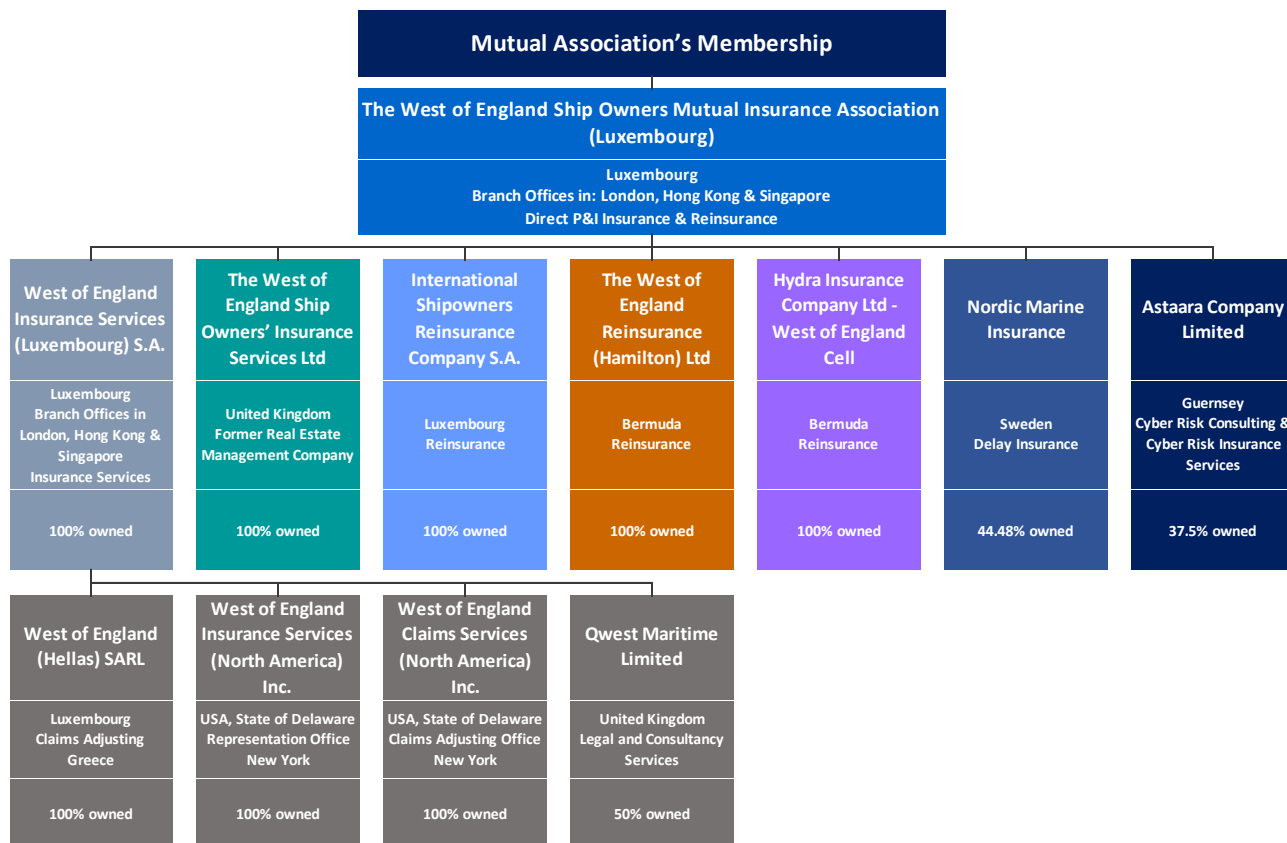 Mutual Association’s Membership
The West of England Ship Owners Mutual Insurance Association
(Luxembourg)
Luxembourg
Branch Offices in: London, Hong Kong & Singapore
Direct P&I Insurance & Reinsurance
West of England
Insurance Services
(Luxembourg) S.A.
Luxembourg
Branch Offices in
London, Hong Kong &
Singapore
Insurance Services
100% owned
The West of
England Ship
Owners’ Insurance
Services Ltd
United Kingdom
Former Real Estate
Management Company
100% owned
International
Shipowners
Reinsurance
Company S.A.
Luxembourg
Reinsurance
100% owned
The West of
England
Reinsurance
(Hamilton) Ltd
Bermuda
Reinsurance
100% owned
Hydra Insurance
Company Ltd -
West of England
Cell
Bermuda
Reinsurance
100% owned
Nordic Marine
Insurance
Sweden
Delay Insurance
44.48% owned
Astaara Company
Limited
Guernsey
Cyber Risk Consulting &
Cyber Risk Insurance
Services
37.5% owned
West of England
(Hellas) SARL
Luxembourg
Claims Adjusting
Greece
100% owned
West of England
Insurance Services
(North America)
Inc.
USA, State of Delaware
Representation Office
New York
100% owned
West of England
Claims Services
(North America)
Inc.
USA, State of Delaware
Claims Adjusting Office
New York
100% owned
Qwest Maritime
Limited
United Kingdom
Legal and Consultancy
Services
50% owned